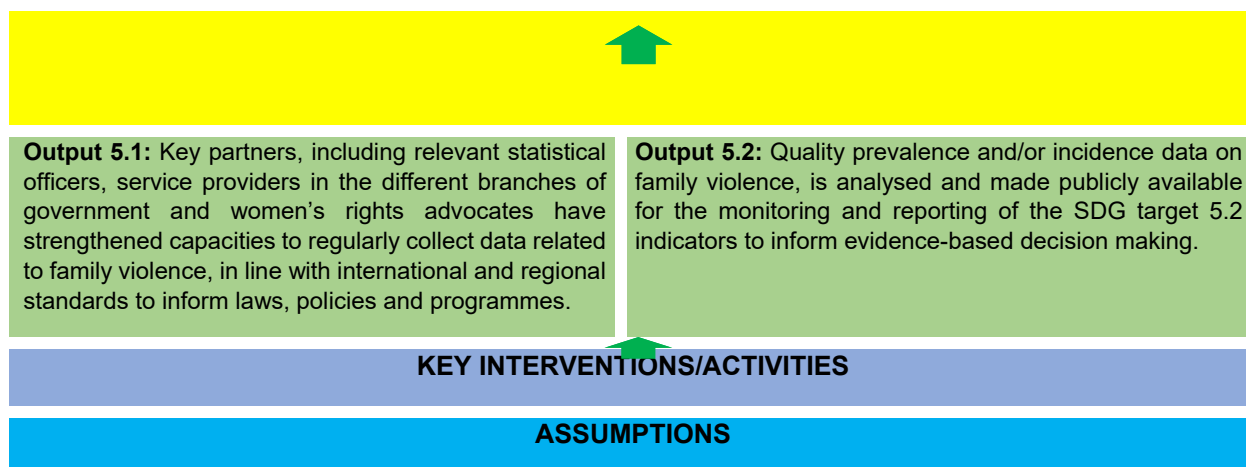 Output 5.1: Key partners, including relevant statistical
officers, service providers in the different branches of
government and women’s rights advocates have
strengthened capacities to regularly collect data related
to family violence, in line with international and regional
standards to inform laws, policies and programmes.
Output 5.2: Quality prevalence and/or incidence data on
family violence, is analysed and made publicly available
for the monitoring and reporting of the SDG target 5.2
indicators to inform evidence-based decision making.
KEY INTERVENTIONS/ACTIVITIES
ASSUMPTIONS